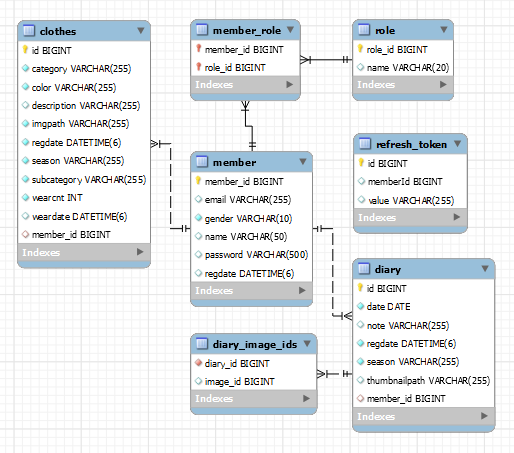 clothes
id BIGINT
category VARCHAR(255)
color VARCHAR(255)
description VARCHAR(255)
imgpath VARCHAR(255)
regdate DATETIME(6)
season VARCHAR(255)
subcategory VARCHAR(255)
wearcnt INT
weardate DATETIME(6)
member_id BIGINT
Indexes
member_role
member_id BIGINT
role_id BIGINT
Indexes
role
role_id BIGINT
name VARCHAR(20)
Indexes
member
member_id BIGINT
email VARCHAR(255)
gender VARCHAR(10)
name VARCHAR(50)
password VARCHAR(500)
regdate DATETIME(6)
Indexes
refresh_token
id BIGINT
memberId BIGINT
value VARCHAR(255)
Indexes
diary
id BIGINT
date DATE
note VARCHAR(255)
regdate DATETIME(6)
season VARCHAR(255)
thumbnailpath VARCHAR(255)
member_id BIGINT
Indexes
diary_image_ids
diary_id BIGINT
image_id BIGINT
Indexes